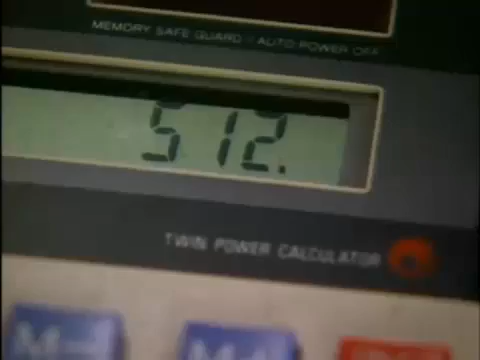 MEMORY SAFE GUARD / AUTO POWER OFF
512.
TWIN POWER CALCULATOR